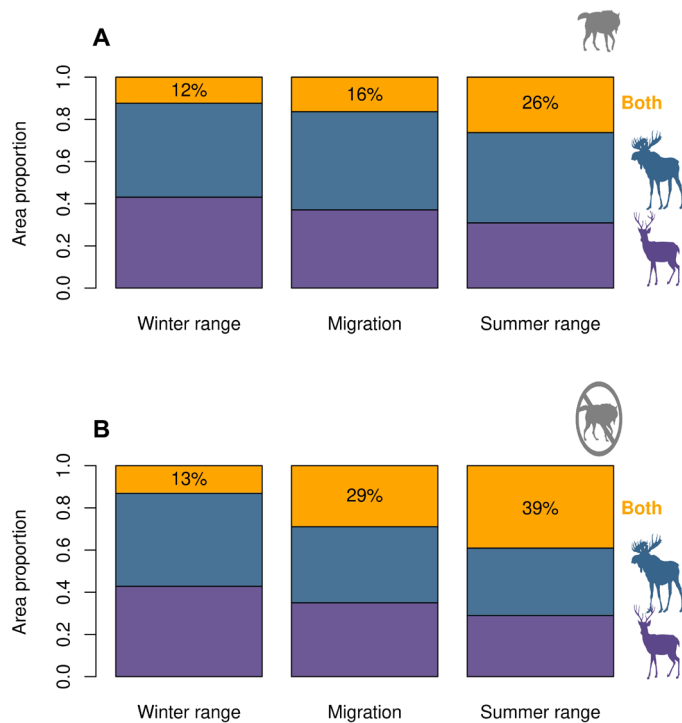 A
Area proportion
1.0
0.8
0.6
0.4
0.2
0.0
12%
16%
26%
Both
Winter range
Migration
Summer range
B
Area proportion
1.0
0.8
0.6
0.4
0.2
0.0
13%
29%
39%
Both
Winter range
Migration
Summer range